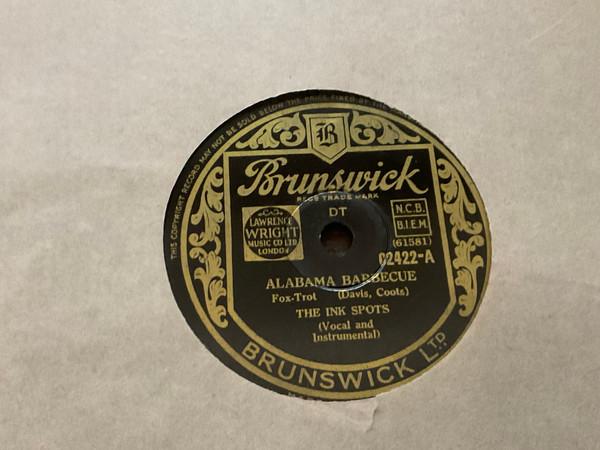 THIS COPYRIGHT RECORD MAY NOT BE SOLD BELOW THE PRICE FIXED BY THE
B
Brunswick
REGD TRADE MARK
LAWRENCE
WRIGHT
MUSIC CO LTD
LONDON
DT
N.C.B.
B.I.E.M.
(61581)
02422-A
ALABAMA BARBECUE
Fox-Trot (Davis, Coots)
THE INK SPOTS
(Vocal and
Instrumental)
BRUNSWICK LTD.